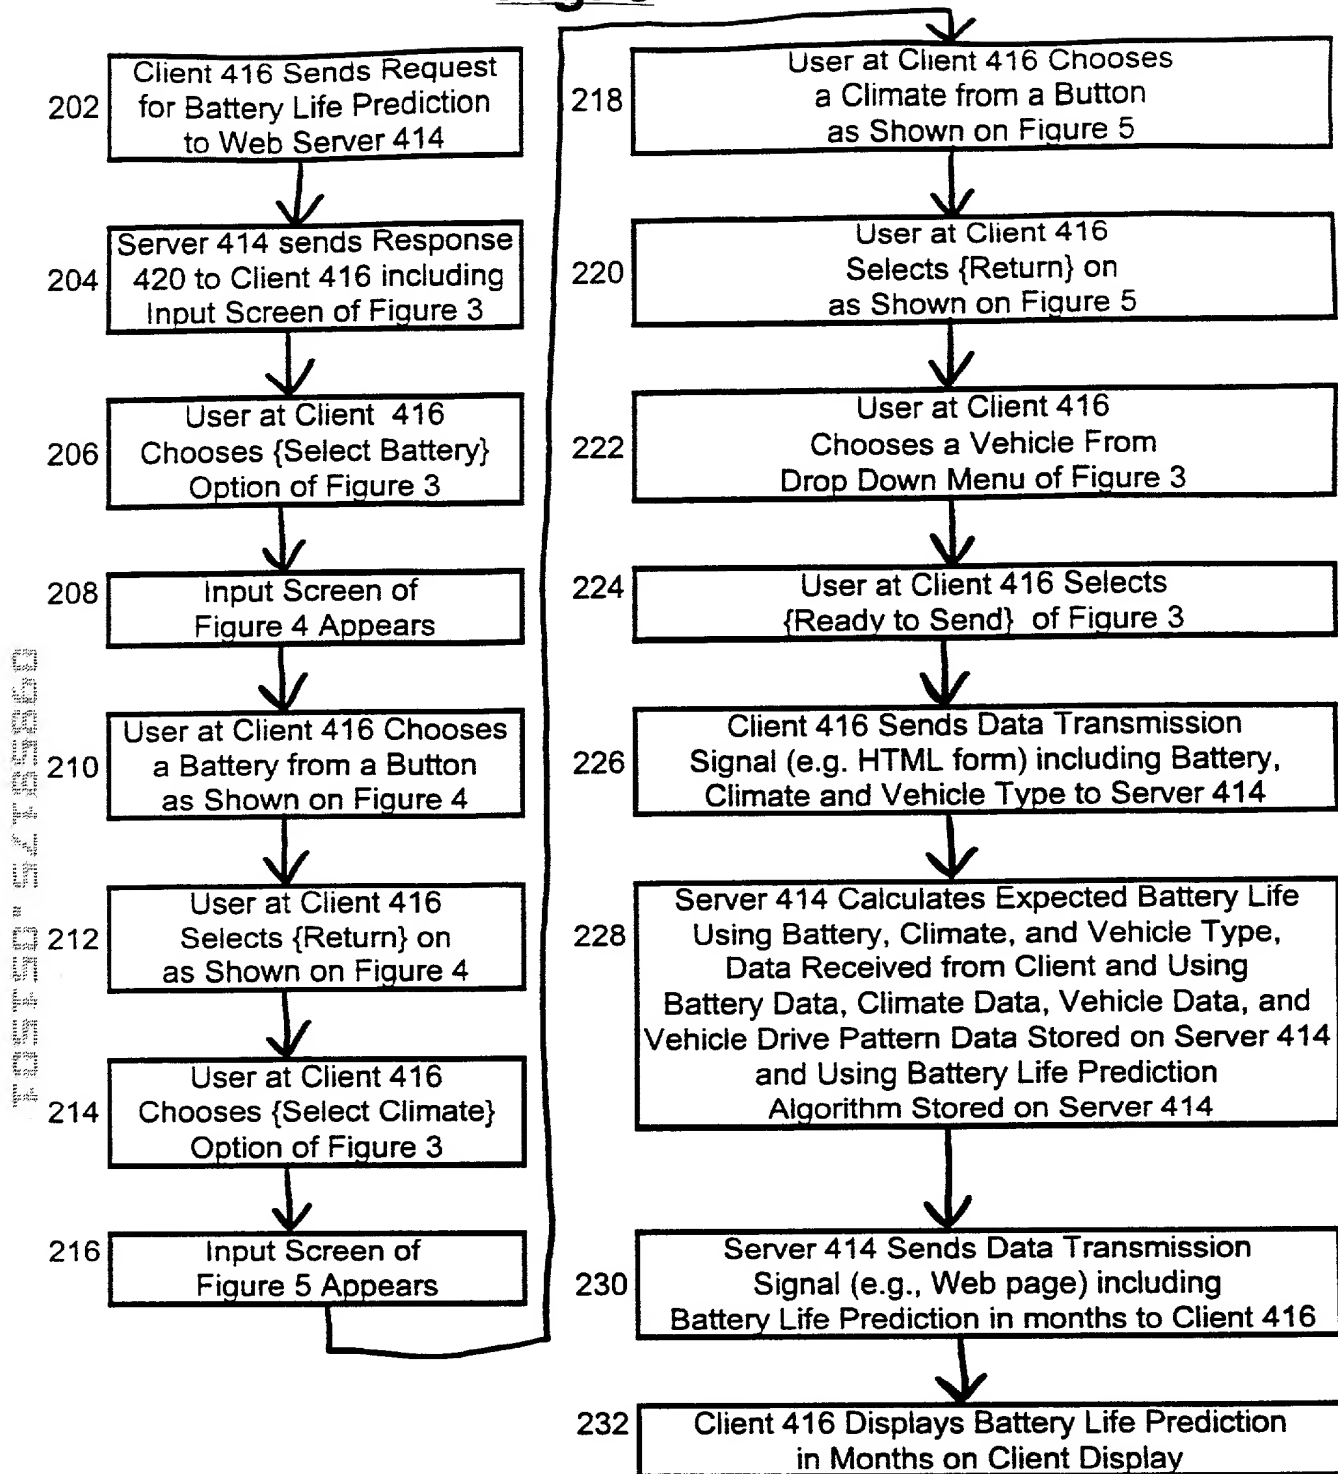 202
Client 416 Sends Request
for Battery Life Prediction
to Web Server 414
204
Server 414 sends Response
420 to Client 416 including
Input Screen of Figure 3
206
User at Client 416
Chooses {Select Battery}
Option of Figure 3
208
Input Screen of
Figure 4 Appears
210
User at Client 416 Chooses
a Battery from a Button
as Shown on Figure 4
212
User at Client 416
Selects {Return} on
as Shown on Figure 4
214
User at Client 416
Chooses {Select Climate}
Option of Figure 3
216
Input Screen of
Figure 5 Appears
218
User at Client 416 Chooses
a Climate from a Button
as Shown on Figure 5
220
User at Client 416
Selects {Return} on
as Shown on Figure 5
222
User at Client 416
Chooses a Vehicle From
Drop Down Menu of Figure 3
224
User at Client 416 Selects
{Ready to Send} of Figure 3
226
Client 416 Sends Data Transmission
Signal (e.g. HTML form) including Battery,
Climate and Vehicle Type to Server 414
228
Server 414 Calculates Expected Battery Life
Using Battery, Climate, and Vehicle Type,
Data Received from Client and Using
Battery Data, Climate Data, Vehicle Data, and
Vehicle Drive Pattern Data Stored on Server 414
and Using Battery Life Prediction
Algorithm Stored on Server 414
230
Server 414 Sends Data Transmission
Signal (e.g., Web page) including
Battery Life Prediction in months to Client 416
232
Client 416 Displays Battery Life Prediction
in Months on Client Display